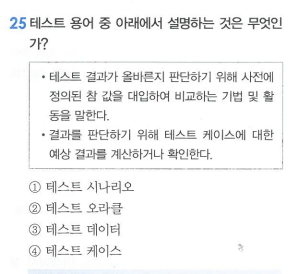 25 테스트 용어 중 아래에서 설명하는 것은 무엇인
가?
• 테스트 결과가 올바른지 판단하기 위해 사전에
정의된 참 값을 대입하여 비교하는 기법 및 활
동을 말한다.
• 결과를 판단하기 위해 테스트 케이스에 대한
예상 결과를 계산하거나 확인한다.
① 테스트 시나리오
② 테스트 오라클
③ 테스트 데이터
④ 테스트 케이스